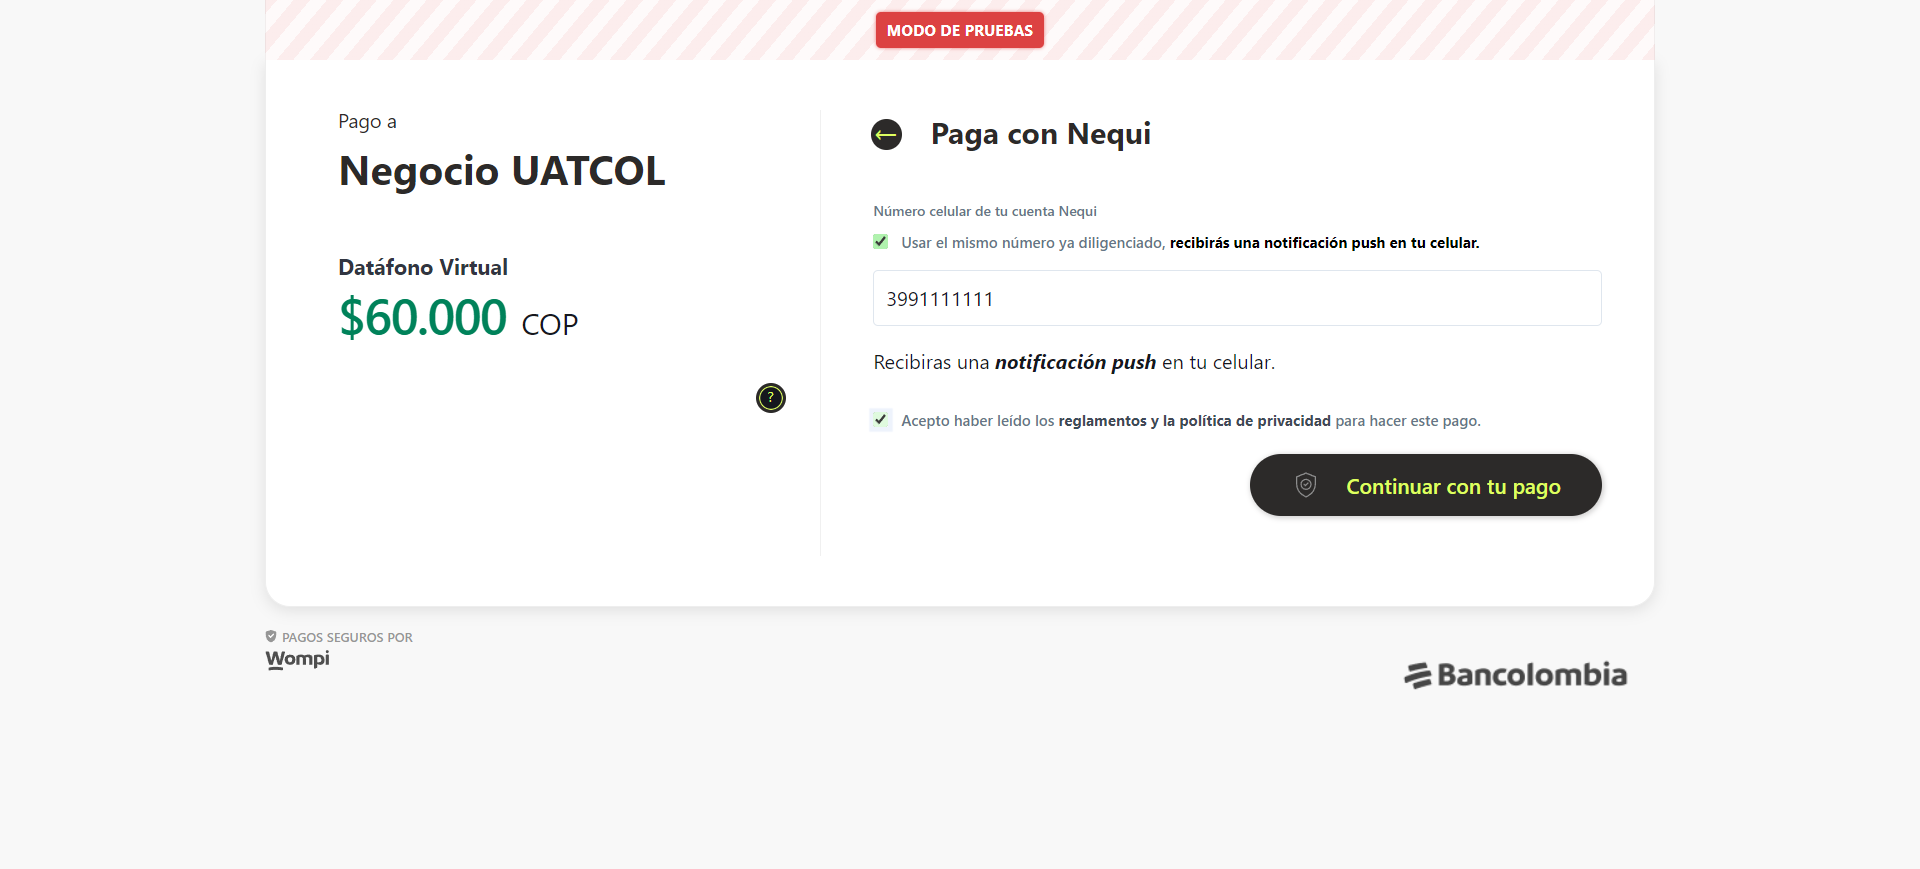 MODO DE PRUEBAS
Pago a
Negocio UATCOL
Datáfono Virtual
$60.000 COP
?
Paga con Nequi
Número celular de tu cuenta Nequi
Usar el mismo número ya diligenciado, recibirás una notificación push en tu celular.
3991111111
Recibiras una notificación push en tu celular.
Acepto haber leído los reglamentos y la política de privacidad para hacer este pago.
Continuar con tu pago
PAGOS SEGUROS POR
Wompi
Bancolombia